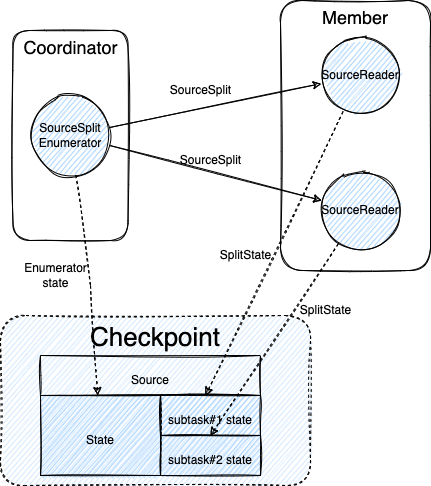 Member
Coordinator
SourceReader
SourceSplit
SourceSplit
Enumerator
SourceSplit
SourceReader
SplitState
Enumerator
state
SplitState
Checkpoint
Source
State
subtask#1 state
subtask#2 state